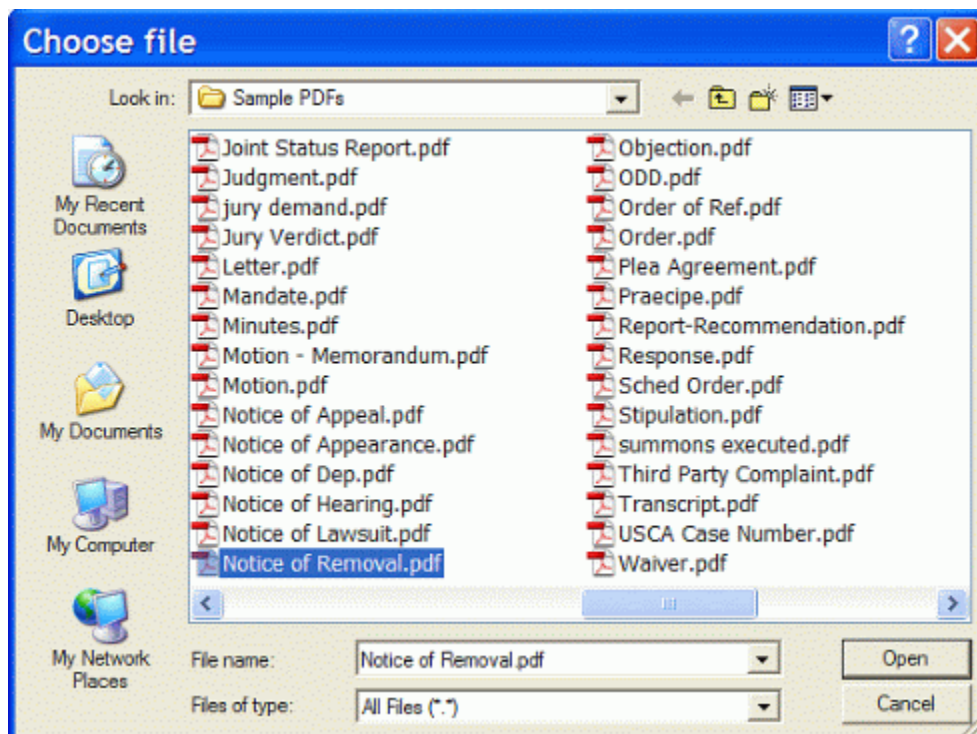 Choose file
Look in:
Sample PDFs
My Recent
Documents
Desktop
My Documents
My Computer
My Network
Places
Joint Status Report.pdf
Judgment.pdf
jury demand.pdf
Jury Verdict.pdf
Letter.pdf
Mandate.pdf
Minutes.pdf
Motion - Memorandum.pdf
Motion.pdf
Notice of Appeal.pdf
Notice of Appearance.pdf
Notice of Dep.pdf
Notice of Hearing.pdf
Notice of Lawsuit.pdf
Notice of Removal.pdf
Objection.pdf
ODD.pdf
Order of Ref.pdf
Order.pdf
Plea Agreement.pdf
Praecipe.pdf
Report-Recommendation.pdf
Response.pdf
Sched Order.pdf
Stipulation.pdf
summons executed.pdf
Third Party Complaint.pdf
Transcript.pdf
USCA Case Number.pdf
Waiver.pdf
File name:
Notice of Removal.pdf
Open
Files of type:
All Files (*.*)
Cancel